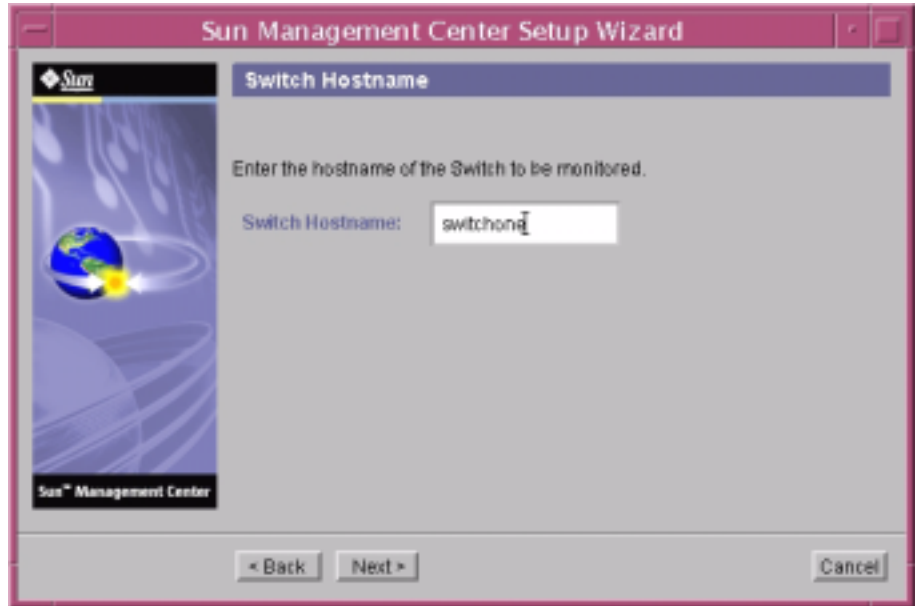 Sun Management Center Setup Wizard
Sun
Switch Hostname
Enter the hostname of the Switch to be monitored.
Switch Hostname: switchone
Sun™ Management Center
< Back Next > Cancel